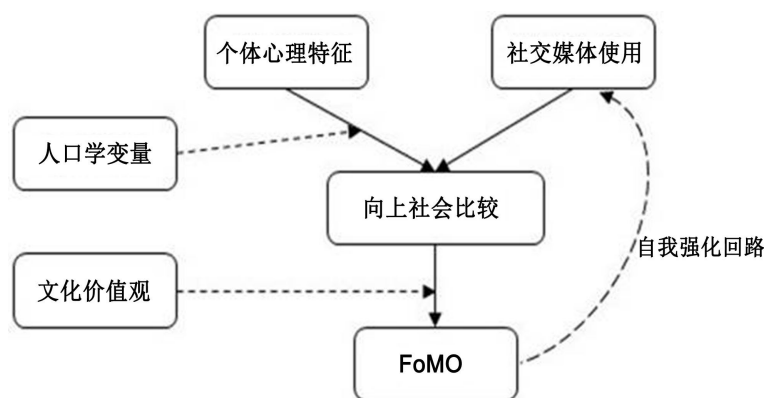 个体心理特征
社交媒体使用
人口学变量
向上社会比较
自我强化回路
文化价值观
FoMO